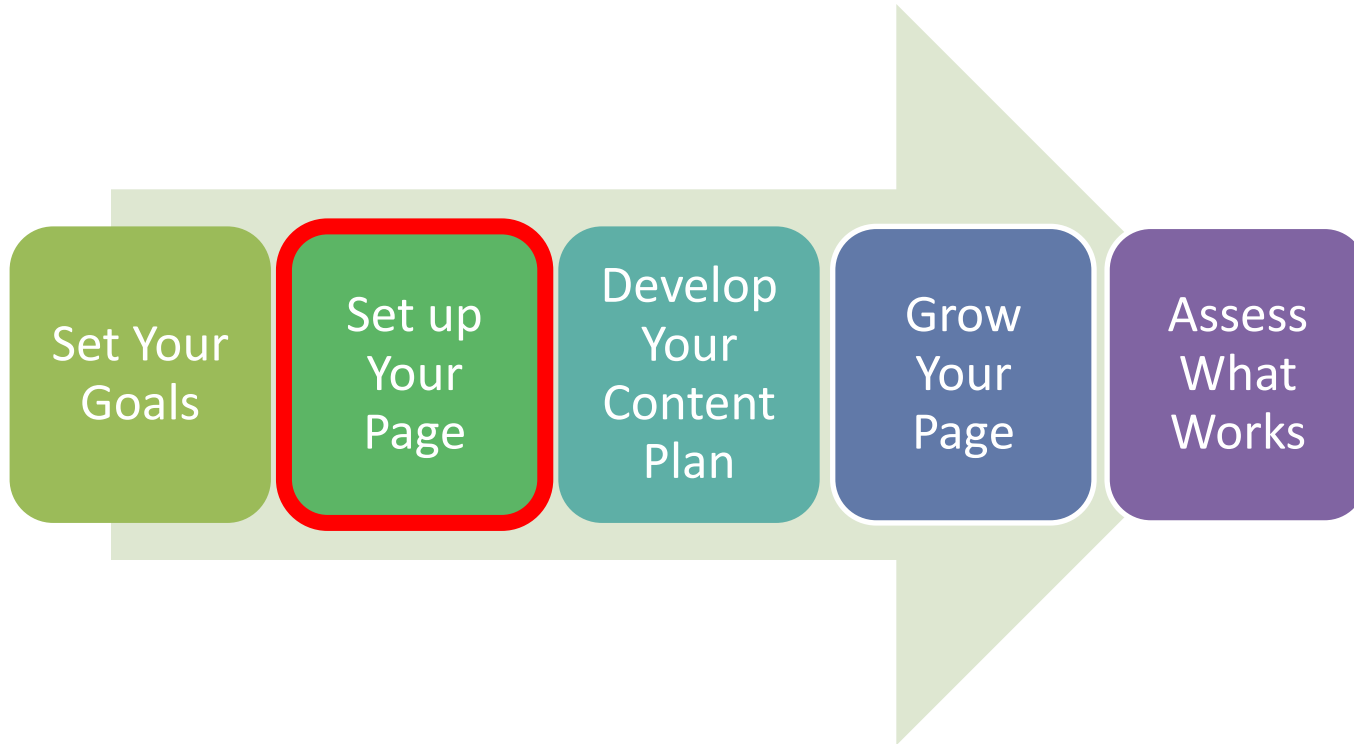 Set Your
Goals
Set up
Your
Page
Develop
Your
Content
Plan
Grow
Your
Page
Assess
What
Works